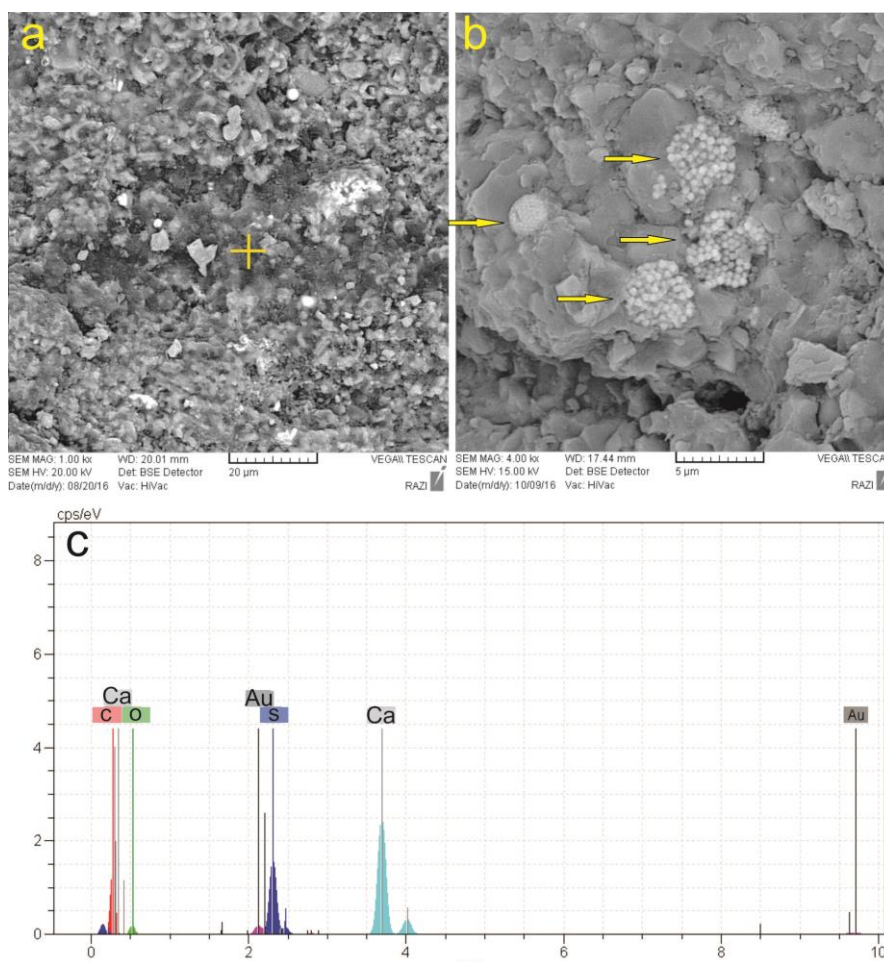 a
b
SEM MAG: 1.00 kx WD: 20.01 mm
SEM HV: 20.00 kV Det: BSE Detector 20 µm VEGA\\ TESCAN
Date(m/d/y): 08/20/16 Vac: HiVac RAZI
SEM MAG: 4.00 kx WD: 17.44 mm
SEM HV: 15.00 kV Det: BSE Detector 5 µm VEGA\\ TESCAN
Date(m/d/y): 10/09/16 Vac: HiVac RAZI
cps/eV
c
8
6
4
2
0
Ca
C O
Au
S
Ca
Au
0 2 4 6 8 10